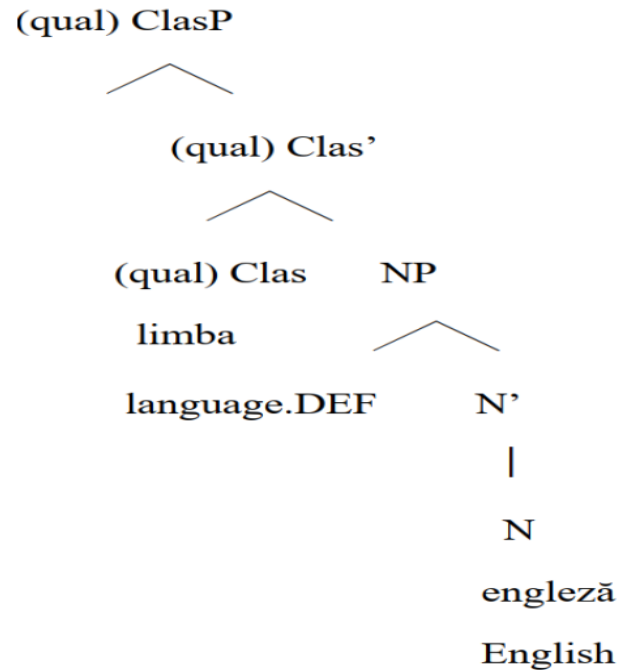 (qual) ClasP
(qual) Clas’
(qual) Clas NP
limba
language.DEF N’
N
engleză
English